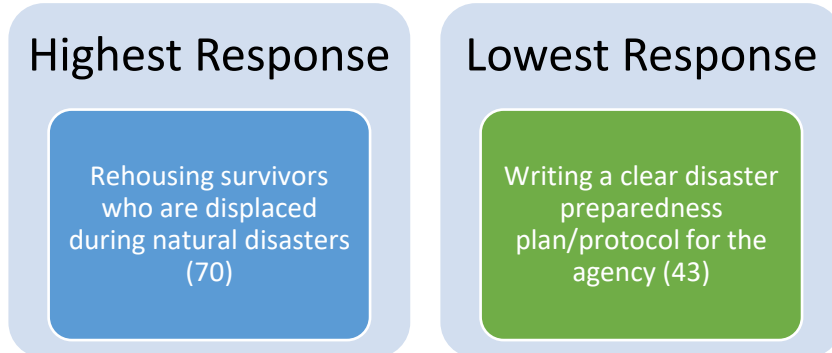 Highest Response
Rehousing survivors
who are displaced
during natural disasters
(70)
Lowest Response
Writing a clear disaster
preparedness
plan/protocol for the
agency (43)